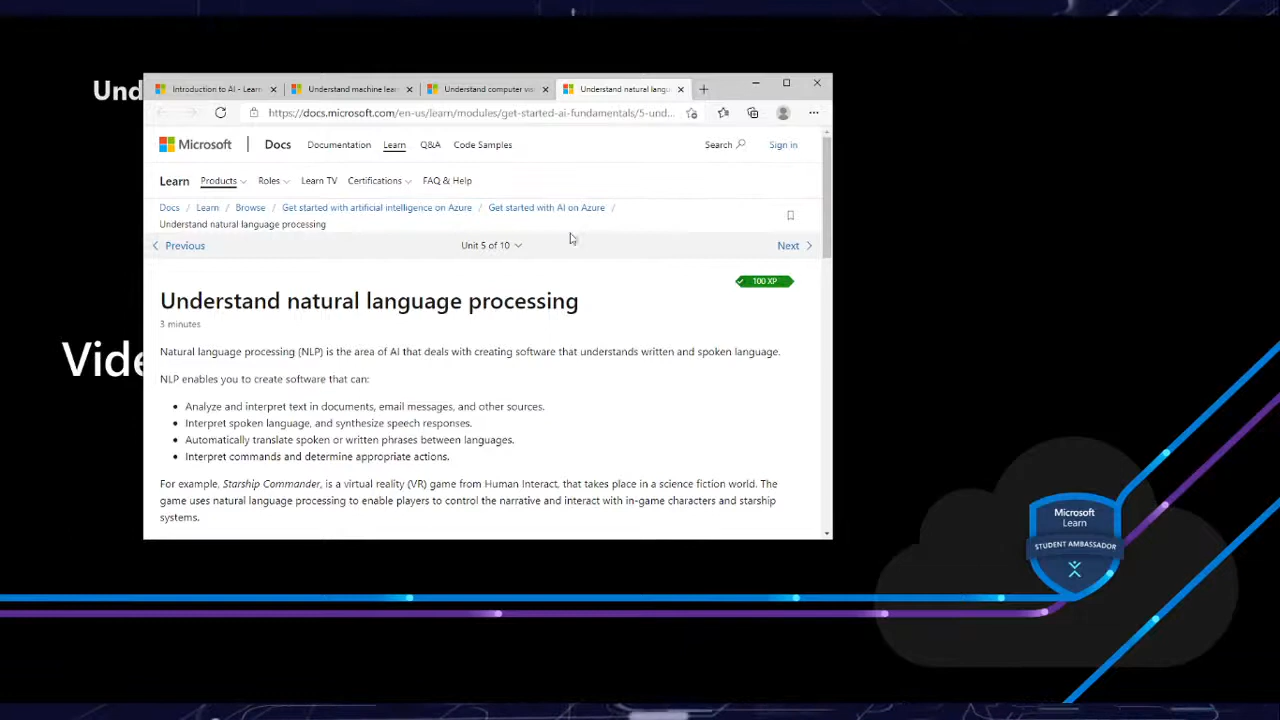 Und
Introduction to AI - Learn
Understand machine lear
Understand computer vis
Understand natural langu
https://docs.microsoft.com/en-us/learn/modules/get-started-ai-fundamentals/5-und...
Microsoft
Docs
Documentation
Learn
Q&A
Code Samples
Search
Sign in
Learn
Products
Roles
Learn TV
Certifications
FAQ & Help
Docs / Learn / Browse / Get started with artificial intelligence on Azure / Get started with AI on Azure /
Understand natural language processing
Previous
Unit 5 of 10
Next
100 XP
Understand natural language processing
3 minutes
Vide
Natural language processing (NLP) is the area of AI that deals with creating software that understands written and spoken language.
NLP enables you to create software that can:
• Analyze and interpret text in documents, email messages, and other sources.
• Interpret spoken language, and synthesize speech responses.
• Automatically translate spoken or written phrases between languages.
• Interpret commands and determine appropriate actions.
For example, Starship Commander, is a virtual reality (VR) game from Human Interact, that takes place in a science fiction world. The
game uses natural language processing to enable players to control the narrative and interact with in-game characters and starship
systems.
Microsoft
Learn
STUDENT AMBASSADOR